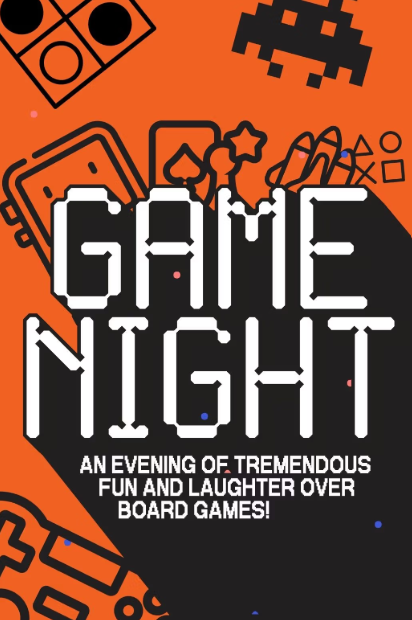 GAME
NIGHT
AN EVENING OF TREMENDOUS
FUN AND LAUGHTER OVER
BOARD GAMES!